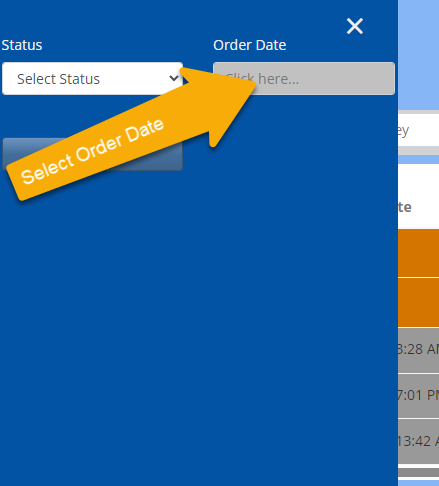 ✕
Status
Order Date
Select Status
Click here...
Select Order Date
ey
te
3:28 AM
7:01 PM
13:42 A